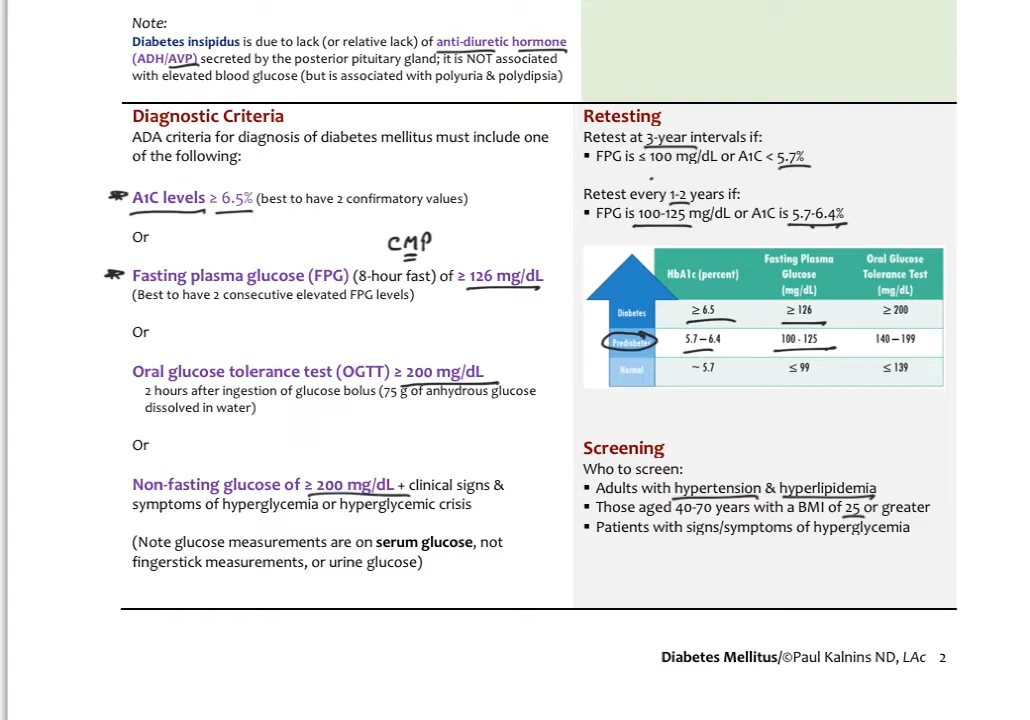 Note:
Diabetes insipidus is due to lack (or relative lack) of anti-diuretic hormone
(ADH/AVP) secreted by the posterior pituitary gland; it is NOT associated
with elevated blood glucose (but is associated with polyuria & polydipsia)
Diagnostic Criteria
ADA criteria for diagnosis of diabetes mellitus must include one
of the following:
A1C levels ≥ 6.5% (best to have 2 confirmatory values)
Or
CMP
Fasting plasma glucose (FPG) (8-hour fast) of ≥ 126 mg/dL
(Best to have 2 consecutive elevated FPG levels)
Or
Oral glucose tolerance test (OGTT) ≥ 200 mg/dL
2 hours after ingestion of glucose bolus (75 g of anhydrous glucose
dissolved in water)
Or
Non-fasting glucose of ≥ 200 mg/dL + clinical signs &
symptoms of hyperglycemia or hyperglycemic crisis
(Note glucose measurements are on serum glucose, not
fingerstick measurements, or urine glucose)
Retesting
Retest at 3-year intervals if:
▪ FPG is ≤ 100 mg/dL or A1C < 5.7%
Retest every 1-2 years if:
▪ FPG is 100-125 mg/dL or A1C is 5.7-6.4%
HbA1c (percent)
Fasting Plasma
Glucose
(mg/dL)
Oral Glucose
Tolerance Test
(mg/dL)
Diabetes ≥ 6.5 ≥ 126 ≥ 200
Prediabetes 5.7 – 6.4 100 - 125 140 – 199
Normal ~ 5.7 ≤ 99 ≤ 139
Screening
Who to screen:
▪ Adults with hypertension & hyperlipidemia
▪ Those aged 40-70 years with a BMI of 25 or greater
▪ Patients with signs/symptoms of hyperglycemia
Diabetes Mellitus/©Paul Kalnins ND, LAc 2